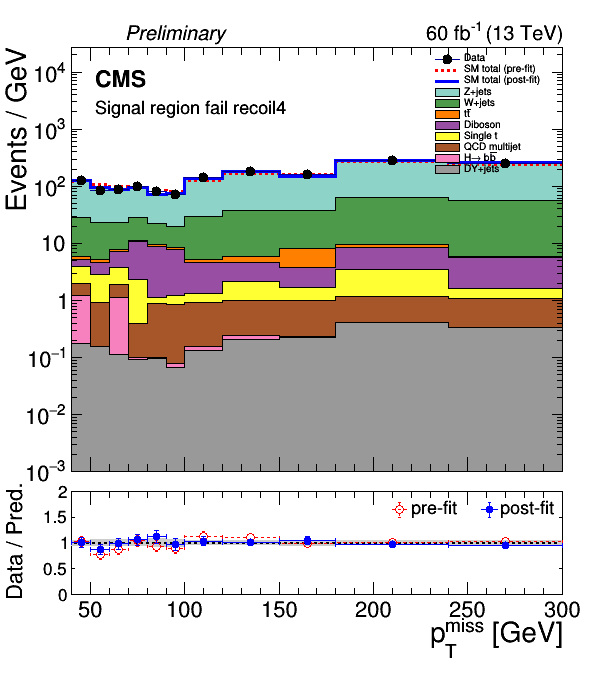 Preliminary 60 fb⁻¹ (13 TeV)
CMS
Signal region fail recoil4
Data
SM total (pre-fit)
SM total (post-fit)
Z+jets
W+jets
tt̅
Diboson
Single t
QCD multijet
H→ bb̅
DY+jets
Events / GeV
10⁴
10³
10²
10
1
10⁻¹
10⁻²
10⁻³
pre-fit post-fit
Data / Pred.
2
1.5
1
0.5
0
50 100 150 200 250 300
p_T^miss [GeV]